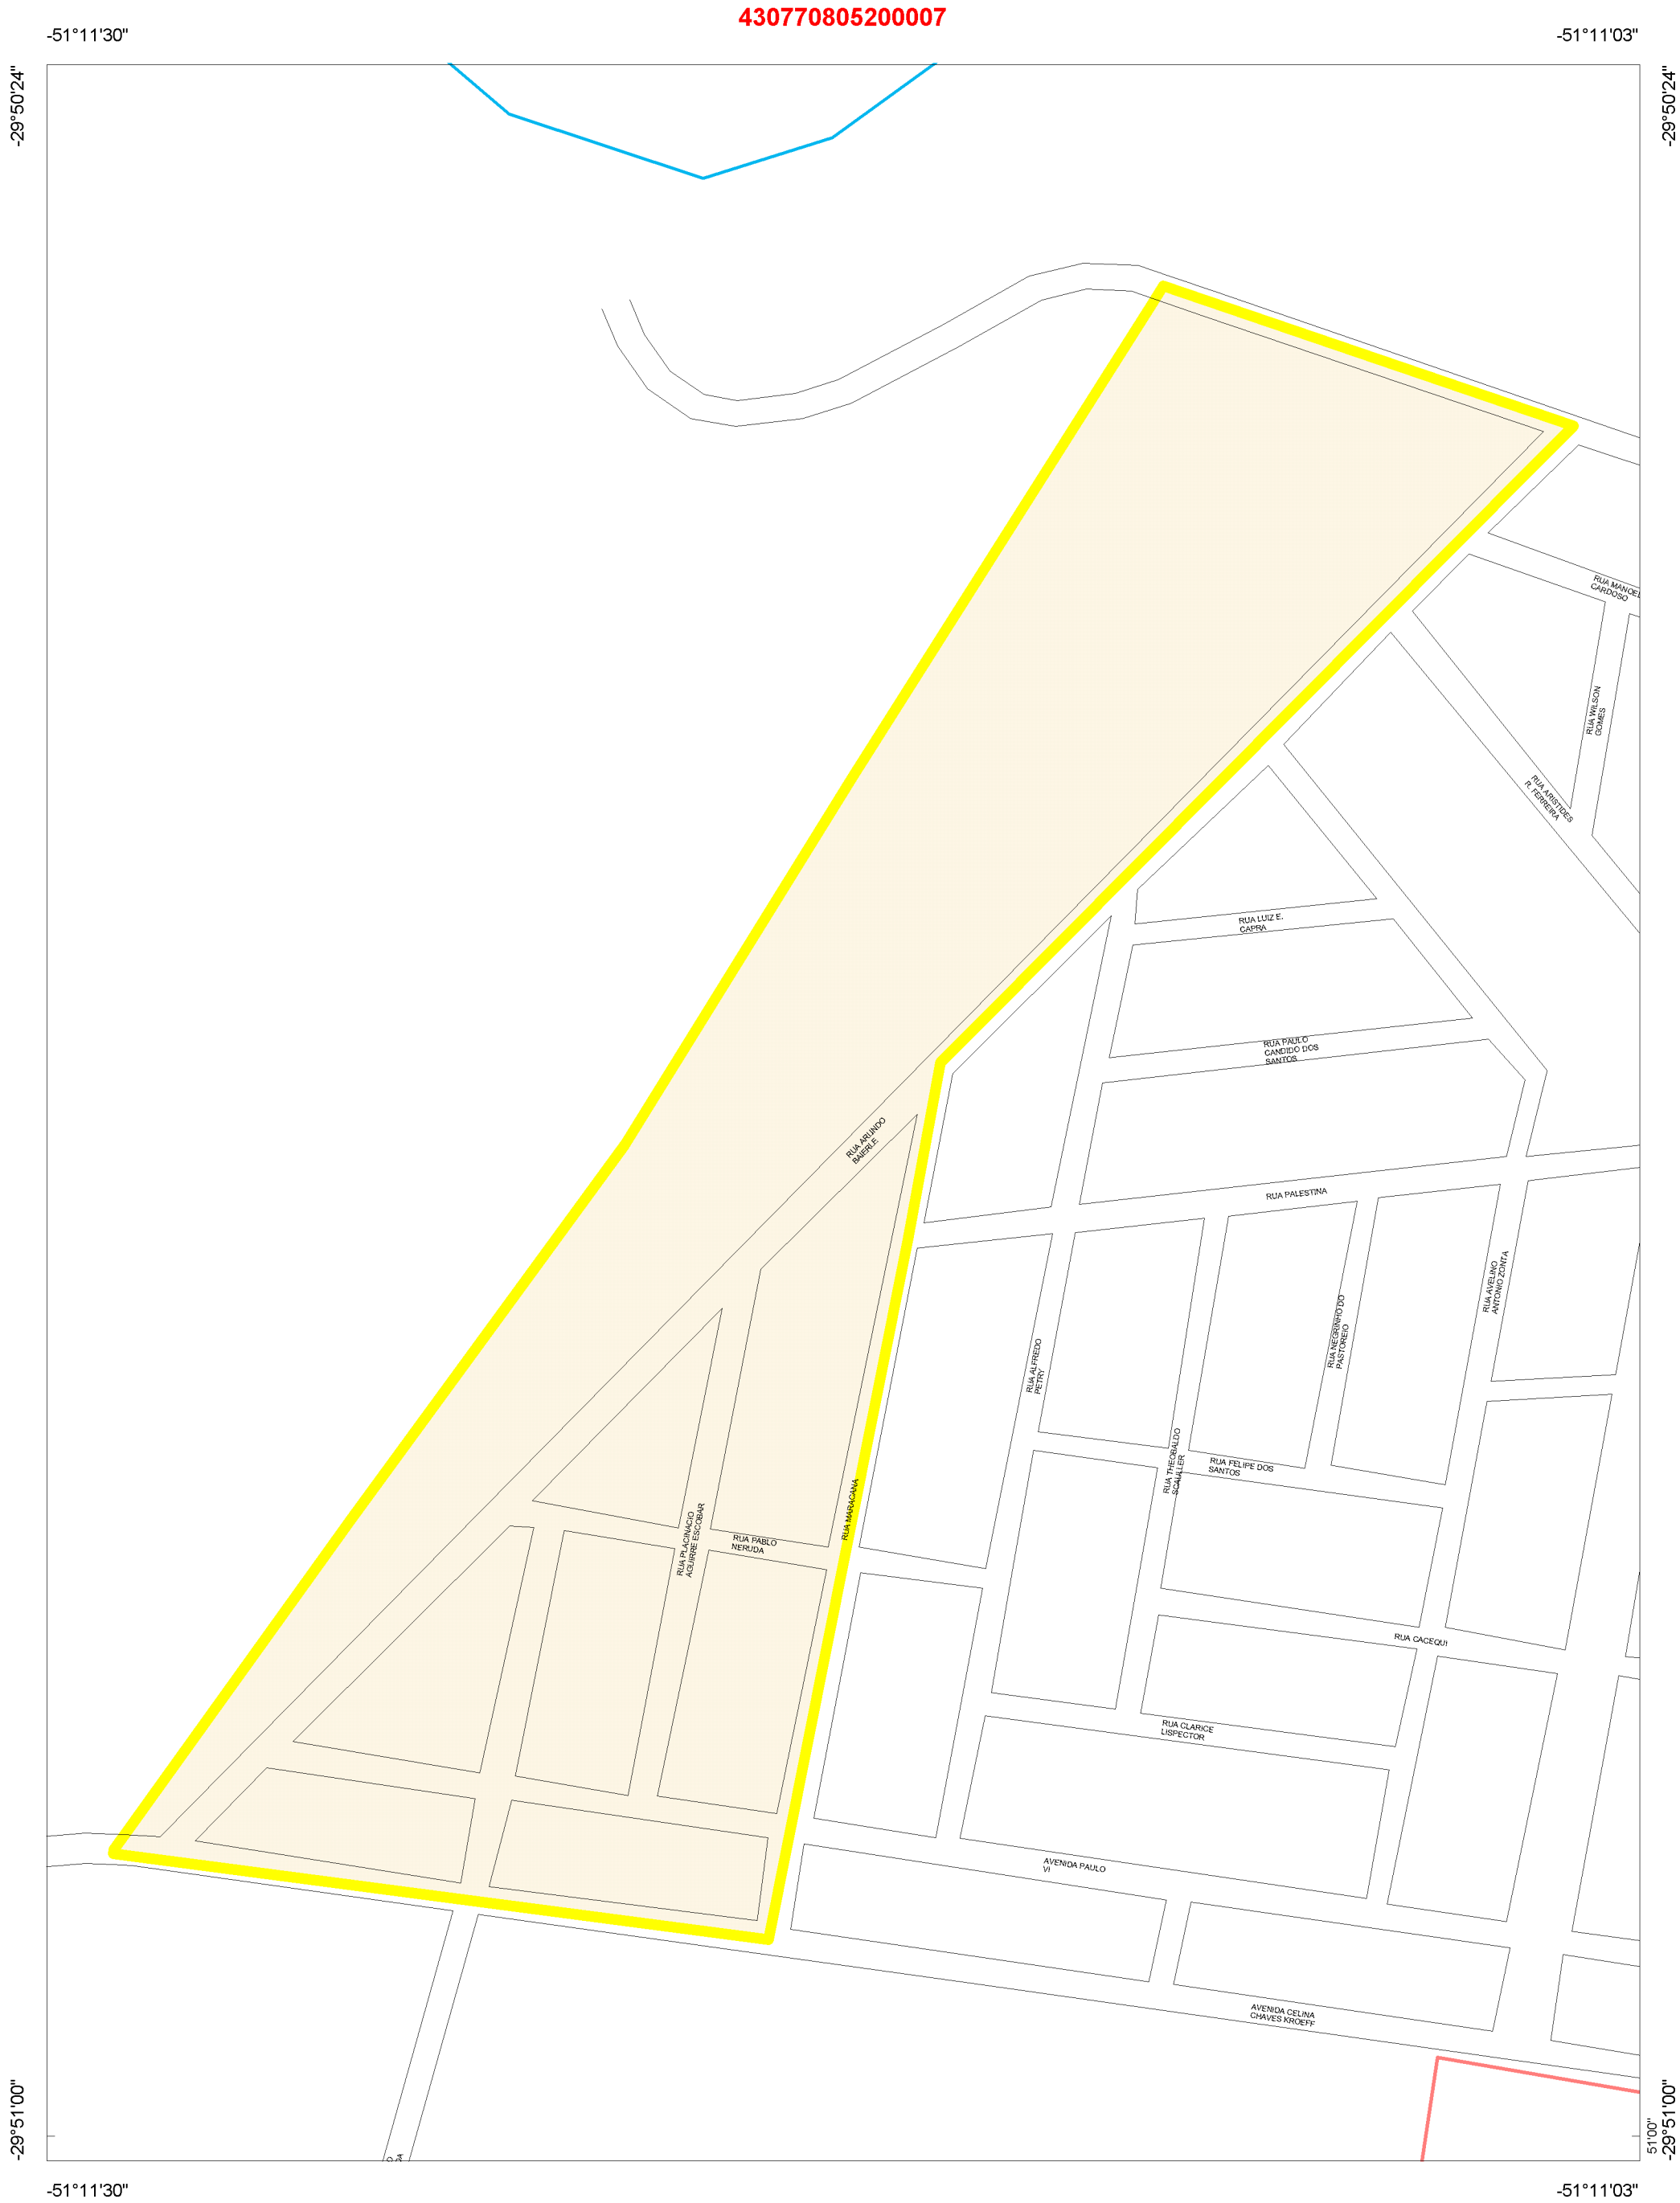 430770805200007
-51°11'30"
-51°11'03"
-29°50'24"
-29°50'24"
RUA MANOEL
CARDOSO
RUA WILSON
GOMES
RUA ARISTIDES
R. FERREIRA
RUA LUIZ E.
CAPRA
RUA PAULO
CANDIDO DOS
SANTOS
RUA ARLINDO
BAIERLE
RUA PALESTINA
RUA AVELINO
ANTONIO ZONTA
RUA NEGRINHO DO
PASTOREIO
RUA ALFREDO
PETRY
RUA THEOBALDO
SCAULLER
RUA FELIPE DOS
SANTOS
RUA MARACANA
RUA PLACINACIO
AGUIRRE ESCOBAR
RUA PABLO
NERUDA
RUA CACEQUI
RUA CLARICE
LISPECTOR
AVENIDA PAULO
VI
AVENIDA CELINA
CHAVES KROEFF
-29°51'00"
51'00"
-29°51'00"
-51°11'30"
-51°11'03"